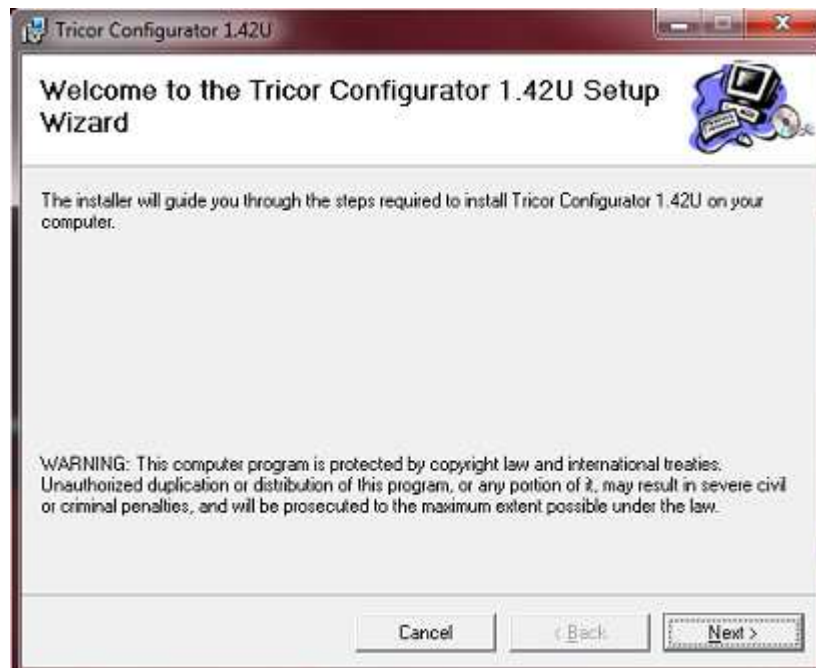 Tricor Configurator 1.42U
Welcome to the Tricor Configurator 1.42U Setup
Wizard
The installer will guide you through the steps required to install Tricor Configurator 1.42U on your
computer.
WARNING: This computer program is protected by copyright law and international treaties.
Unauthorized duplication or distribution of this program, or any portion of it, may result in severe civil
or criminal penalties, and will be prosecuted to the maximum extent possible under the law.
Cancel < Back Next >